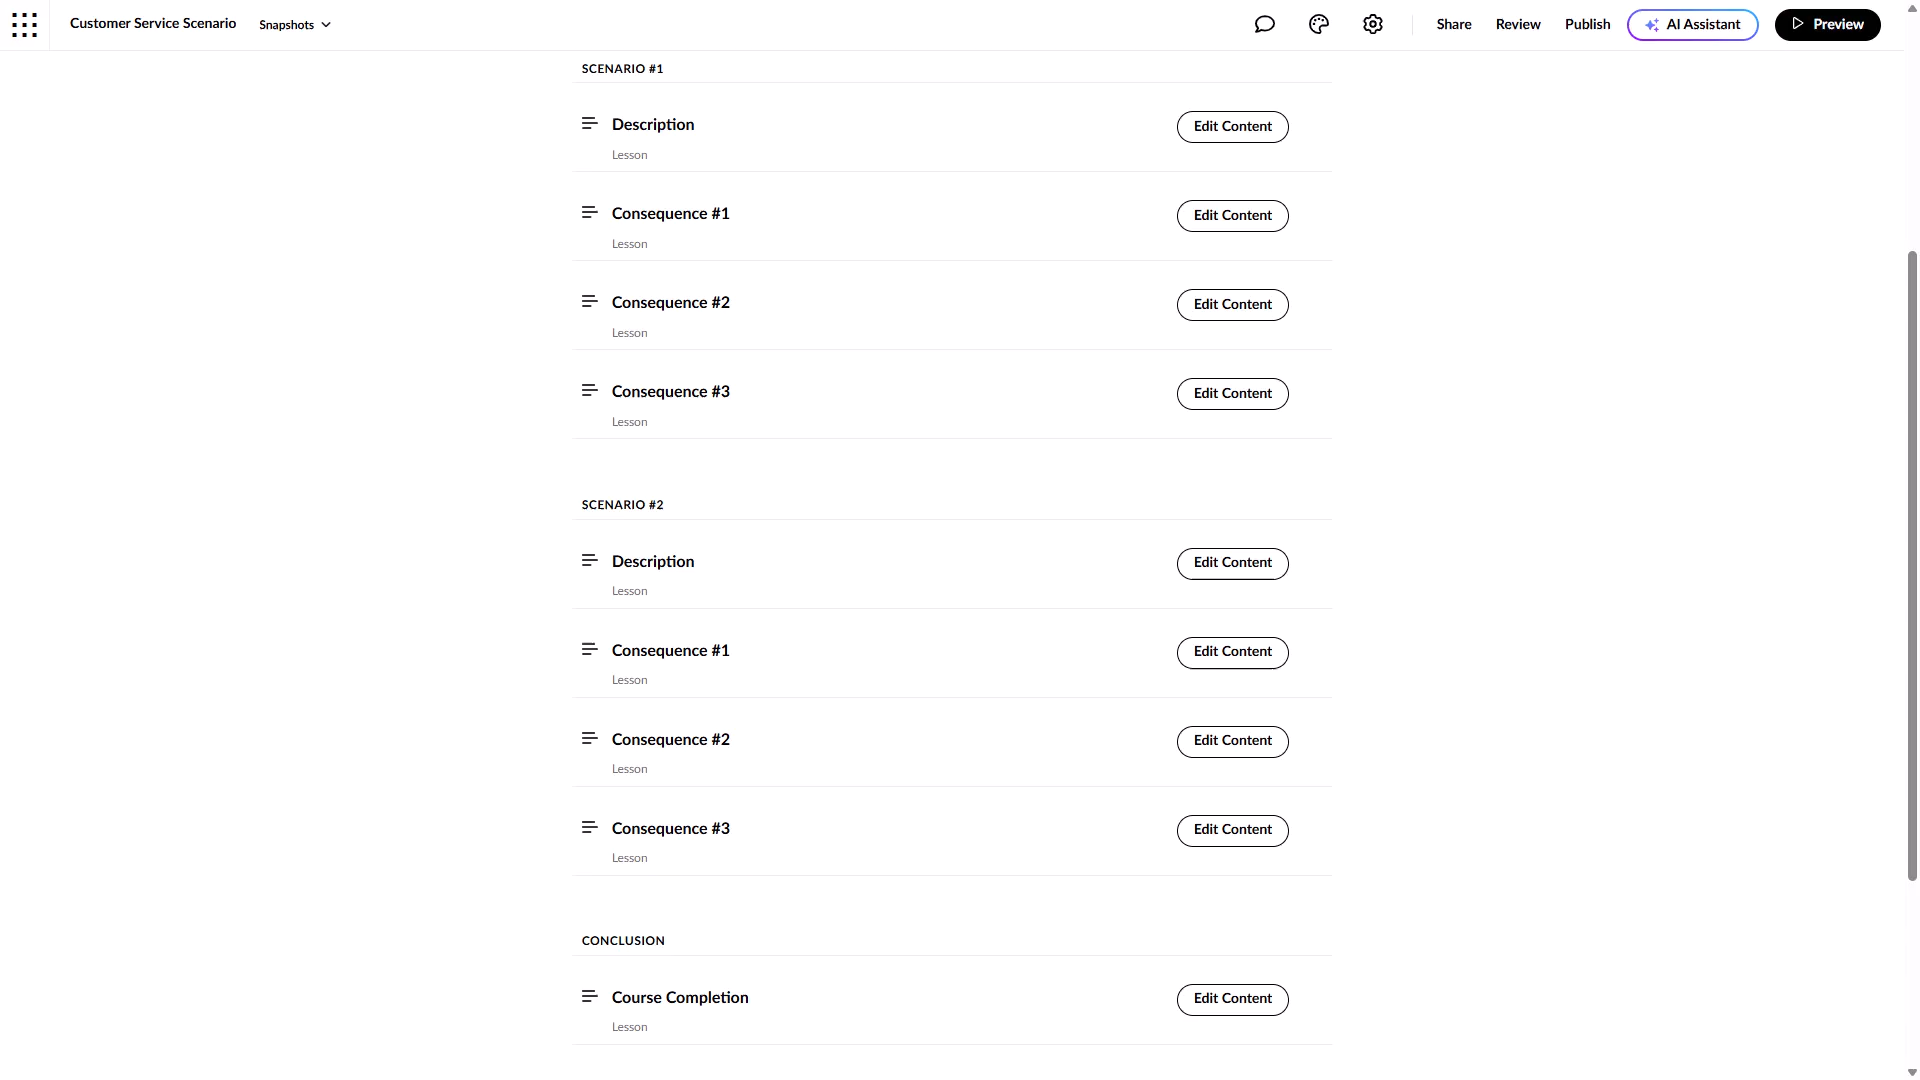 Customer Service Scenario
Snapshots
Share
Review
Publish
AI Assistant
Preview
SCENARIO #1
Description
Edit Content
Lesson
Consequence #1
Edit Content
Lesson
Consequence #2
Edit Content
Lesson
Consequence #3
Edit Content
Lesson
SCENARIO #2
Description
Edit Content
Lesson
Consequence #1
Edit Content
Lesson
Consequence #2
Edit Content
Lesson
Consequence #3
Edit Content
Lesson
CONCLUSION
Course Completion
Edit Content
Lesson